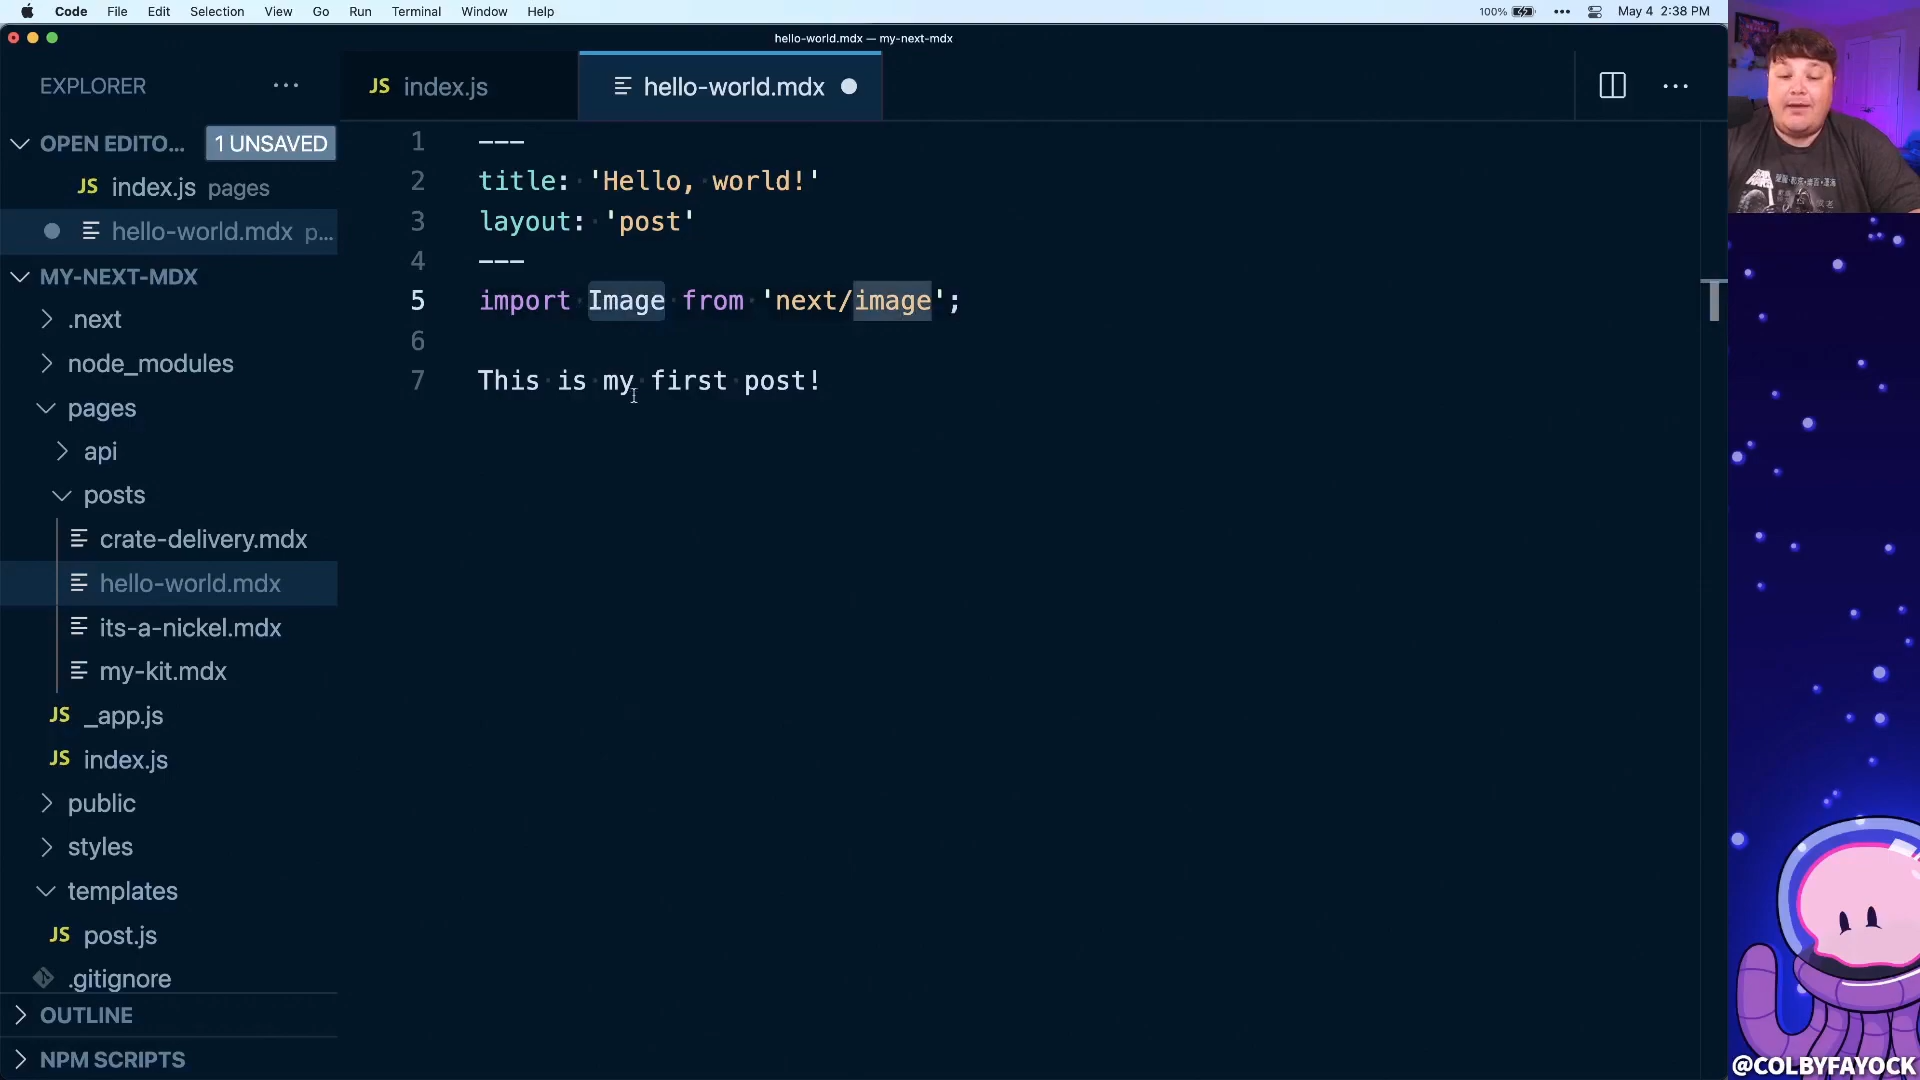 Code File Edit Selection View Go Run Terminal Window Help 100% May 4 2:38 PM
hello-world.mdx — my-next-mdx
EXPLORER
JS index.js
hello-world.mdx
OPEN EDITO... 1 UNSAVED
JS index.js pages
hello-world.mdx p...
MY-NEXT-MDX
.next
node_modules
pages
api
posts
crate-delivery.mdx
hello-world.mdx
its-a-nickel.mdx
my-kit.mdx
JS _app.js
JS index.js
public
styles
templates
JS post.js
.gitignore
OUTLINE
NPM SCRIPTS
1 ---
2 title: 'Hello, world!'
3 layout: 'post'
4 ---
5 import Image from 'next/image';
6
7 This is my first post!
@COLBYFAYOCK